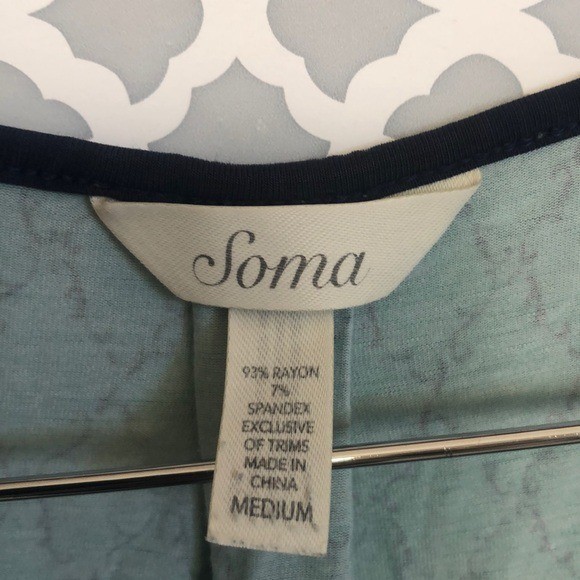 Soma
93% RAYON
7%
SPANDEX
EXCLUSIVE
OF TRIMS
MADE IN
CHINA
MEDIUM